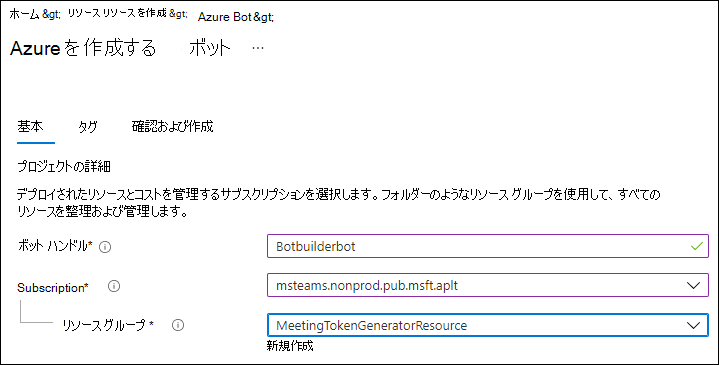 ホーム &gt; リソース リソースを作成 &gt; Azure Bot&gt;
Azureを作成する ボット ...
基本 タグ 確認および作成
プロジェクトの詳細
デプロイされたリソースとコストを管理するサブスクリプションを選択します。フォルダーのようなリソース グループを使用して、すべての
リソースを整理および管理します。
ボット ハンドル* Botbuilderbot
Subscription* msteams.nonprod.pub.msft.aplt
リソース グループ * MeetingTokenGeneratorResource
新規作成